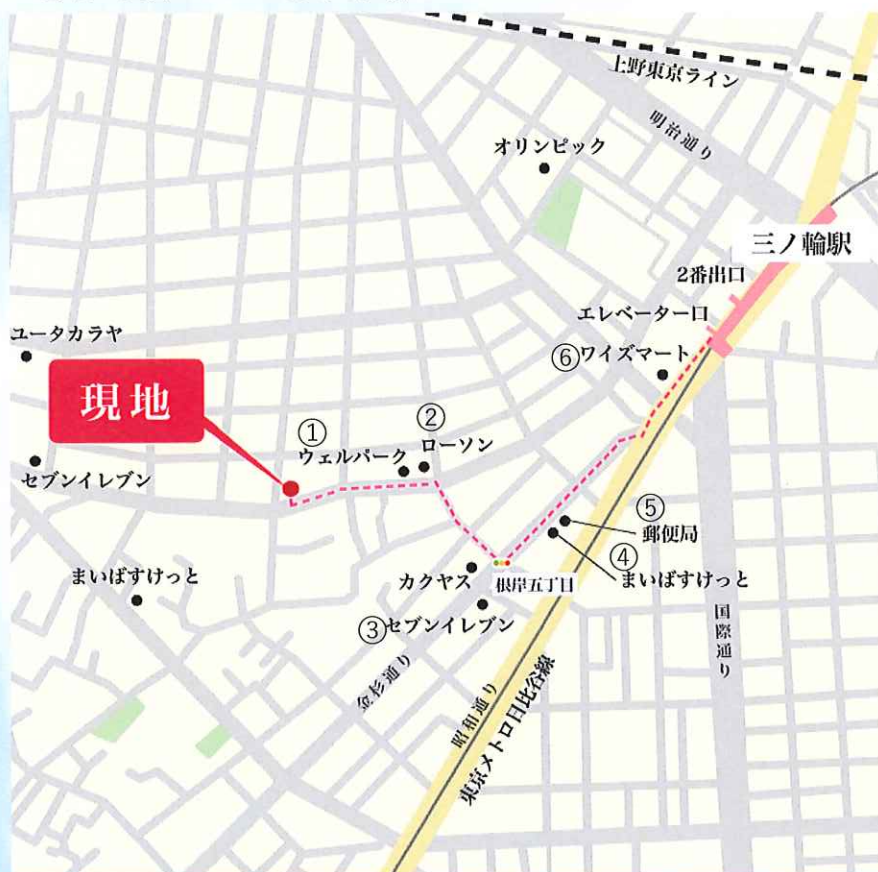 上野東京ライン
明治通り
オリンピック
三ノ輪駅
2番出口
エレベーター口
ユータカラヤ
⑥ワイズマート
現地
①
ウェルパーク
②
ローソン
セブンイレブン
⑤
郵便局
④
まいばすけっと
まいばすけっと
カクヤス
根岸五丁目
③セブンイレブン
国際通り
金杉通り
昭和通り
東京メトロ日比谷線